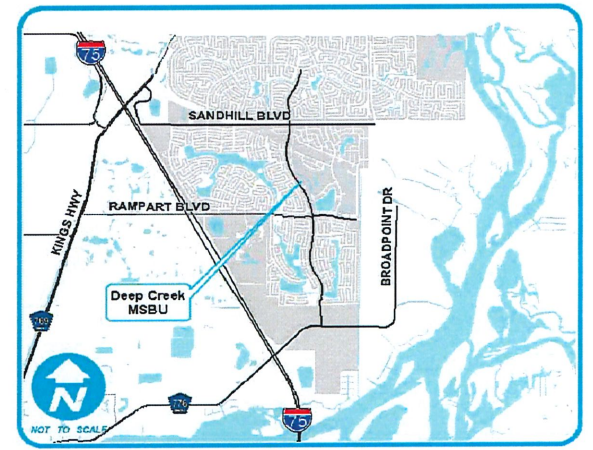 75
SANDHILL BLVD
KINGS HWY
RAMPART BLVD
BROADPOINT DR
Deep Creek
MSBU
769
N
776
NOT TO SCALE
75